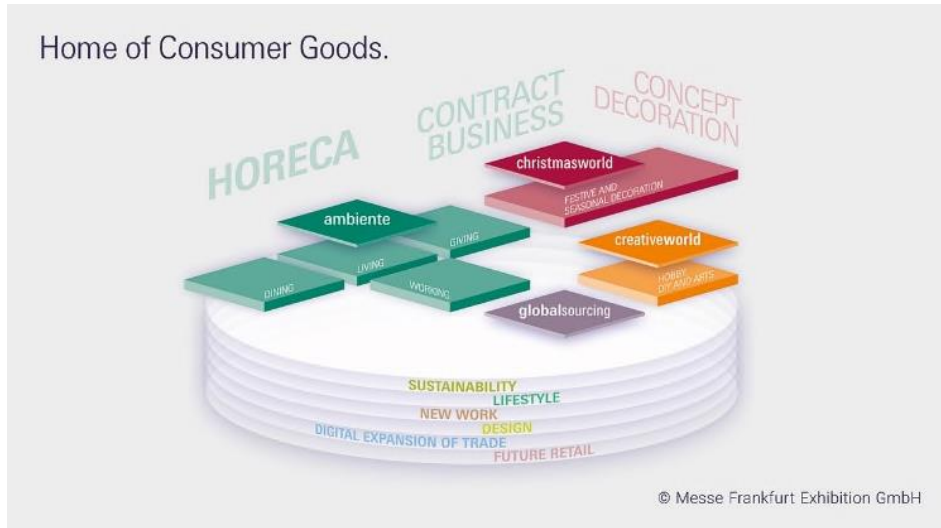 Home of Consumer Goods.
HORECA
CONTRACT
BUSINESS
CONCEPT
DECORATION
christmasworld
FESTIVE AND
SEASONAL DECORATION
ambiente
GIVING
LIVING
DINING
WORKING
creativeworld
HOBBY,
DIY AND ARTS
globalsourcing
SUSTAINABILITY
LIFESTYLE
NEW WORK
DESIGN
DIGITAL EXPANSION OF TRADE
FUTURE RETAIL
© Messe Frankfurt Exhibition GmbH